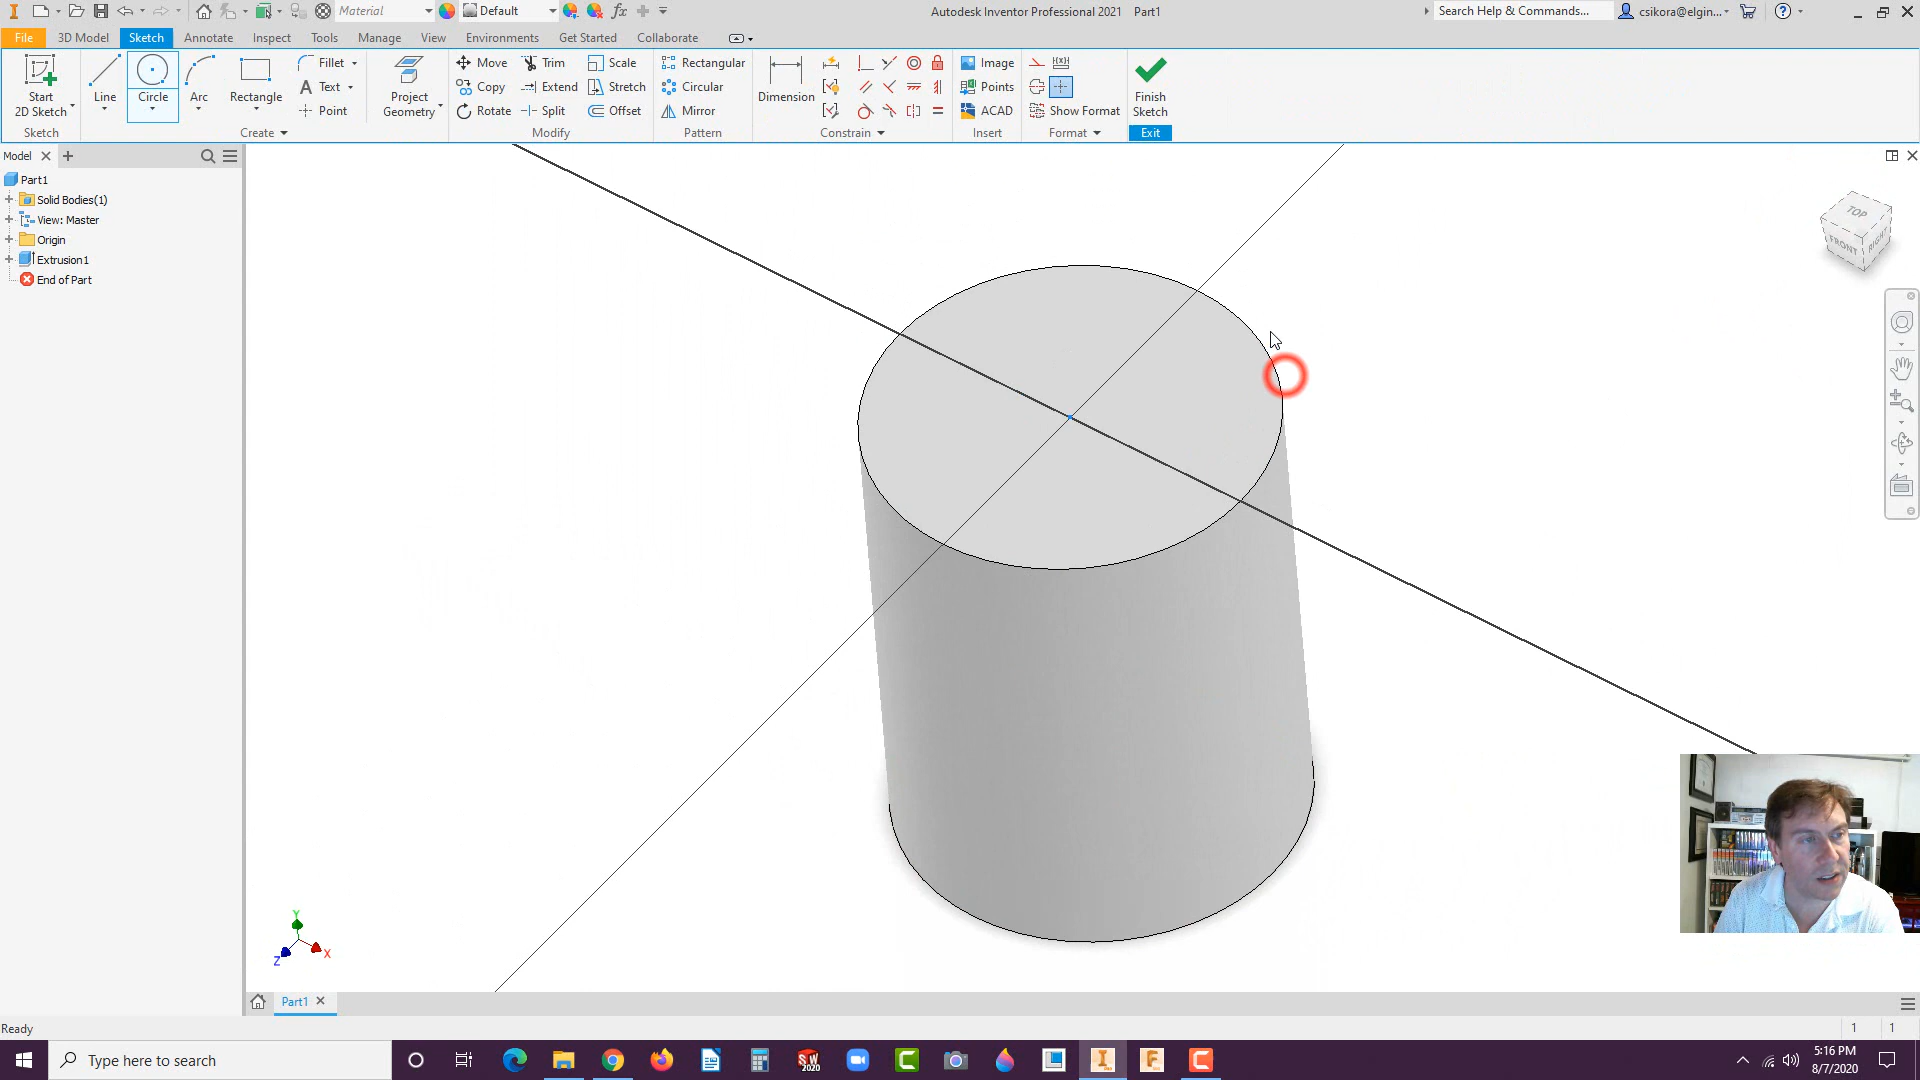 Material
Default
fx
Autodesk Inventor Professional 2021 Part1
Search Help & Commands...
csikora@elgin...
File
3D Model
Sketch
Annotate
Inspect
Tools
Manage
View
Environments
Get Started
Collaborate
Start
2D Sketch
Line
Circle
Arc
Rectangle
Fillet
Text
Point
Project
Geometry
Move
Copy
Rotate
Trim
Extend
Split
Scale
Stretch
Offset
Rectangular
Circular
Mirror
Dimension
Image
Points
ACAD
Show Format
Finish
Sketch
Sketch
Create
Modify
Pattern
Constrain
Insert
Format
Exit
Model
Part1
Solid Bodies(1)
View: Master
Origin
Extrusion1
End of Part
TOP
FRONT
RIGHT
Y
X
Z
Part1
Ready
1 1
Type here to search
SW
2020
5:16 PM
8/7/2020